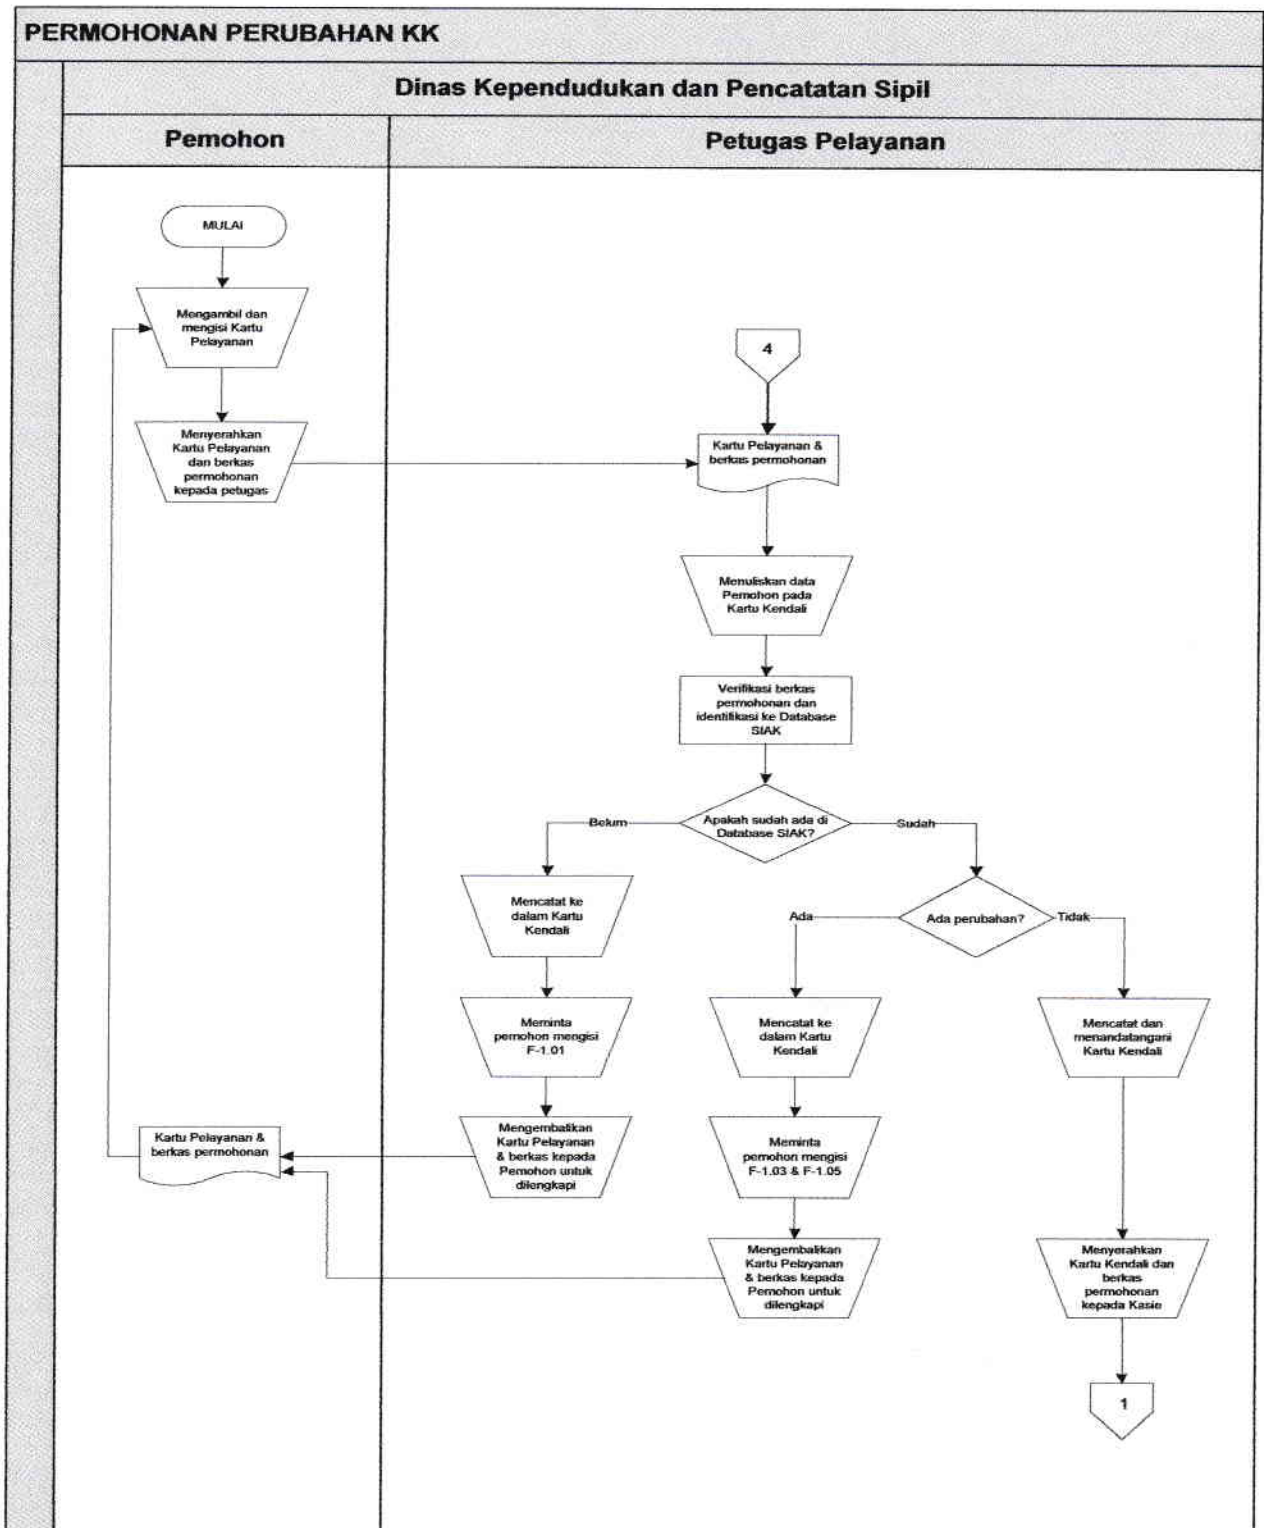 PERMOHONAN PERUBAHAN KK
Dinas Kependudukan dan Pencatatan Sipil
Pemohon
Petugas Pelayanan
MULAI
Mengambil dan
mengisi Kartu
Pelayanan
4
Menyerahkan
Kartu Pelayanan
dan berkas
permohonan
kepada petugas
Kartu Pelayanan &
berkas permohonan
Menuliskan data
Pemohon pada
Kartu Kendali
Verifikasi berkas
permohonan dan
identifikasi ke Database
SIAK
Belum
Apakah sudah ada di
Database SIAK?
Sudah
Mencatat ke
dalam Kartu
Kendali
Ada
Ada perubahan?
Tidak
Meminta
pemohon mengisi
F-1.01
Mencatat ke
dalam Kartu
Kendali
Mencatat dan
menandatangani
Kartu Kendali
Kartu Pelayanan &
berkas permohonan
Mengembalikan
Kartu Pelayanan
& berkas kepada
Pemohon untuk
dilengkapi
Meminta
pemohon mengisi
F-1.03 & F-1.05
Mengembalikan
Kartu Pelayanan
& berkas kepada
Pemohon untuk
dilengkapi
Menyerahkan
Kartu Kendali dan
berkas
permohonan
kepada Kasie
1